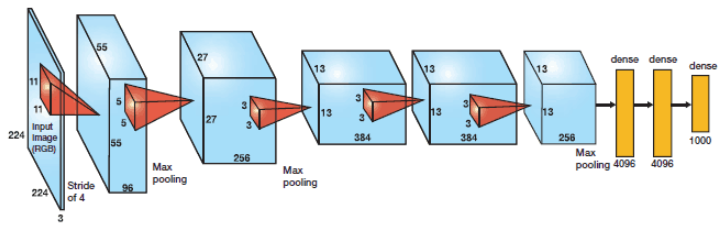 55
27
13
13
13
dense
dense
dense
11
11
5
5
3
3
3
3
3
3
224
Input
Image
(RGB)
55
27
13
13
13
384
384
256
1000
256
Max
pooling
Max
pooling
Max
pooling
4096
4096
224
Stride
of 4
96
3